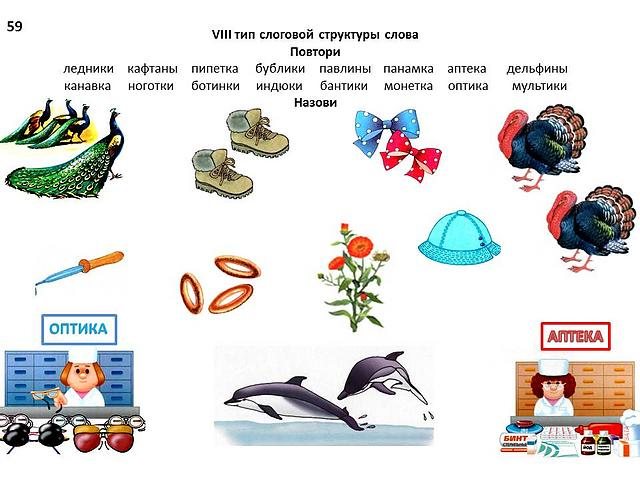 59
VIII тип слоговой структуры слова
Повтори
ледники кафтаны пипетка бублики павлины панамка аптека дельфины
канавка ноготки ботинки индюки бантики монетка оптика мультики
Назови
ОПТИКА
АПТЕКА
БИНТ
ЙОД